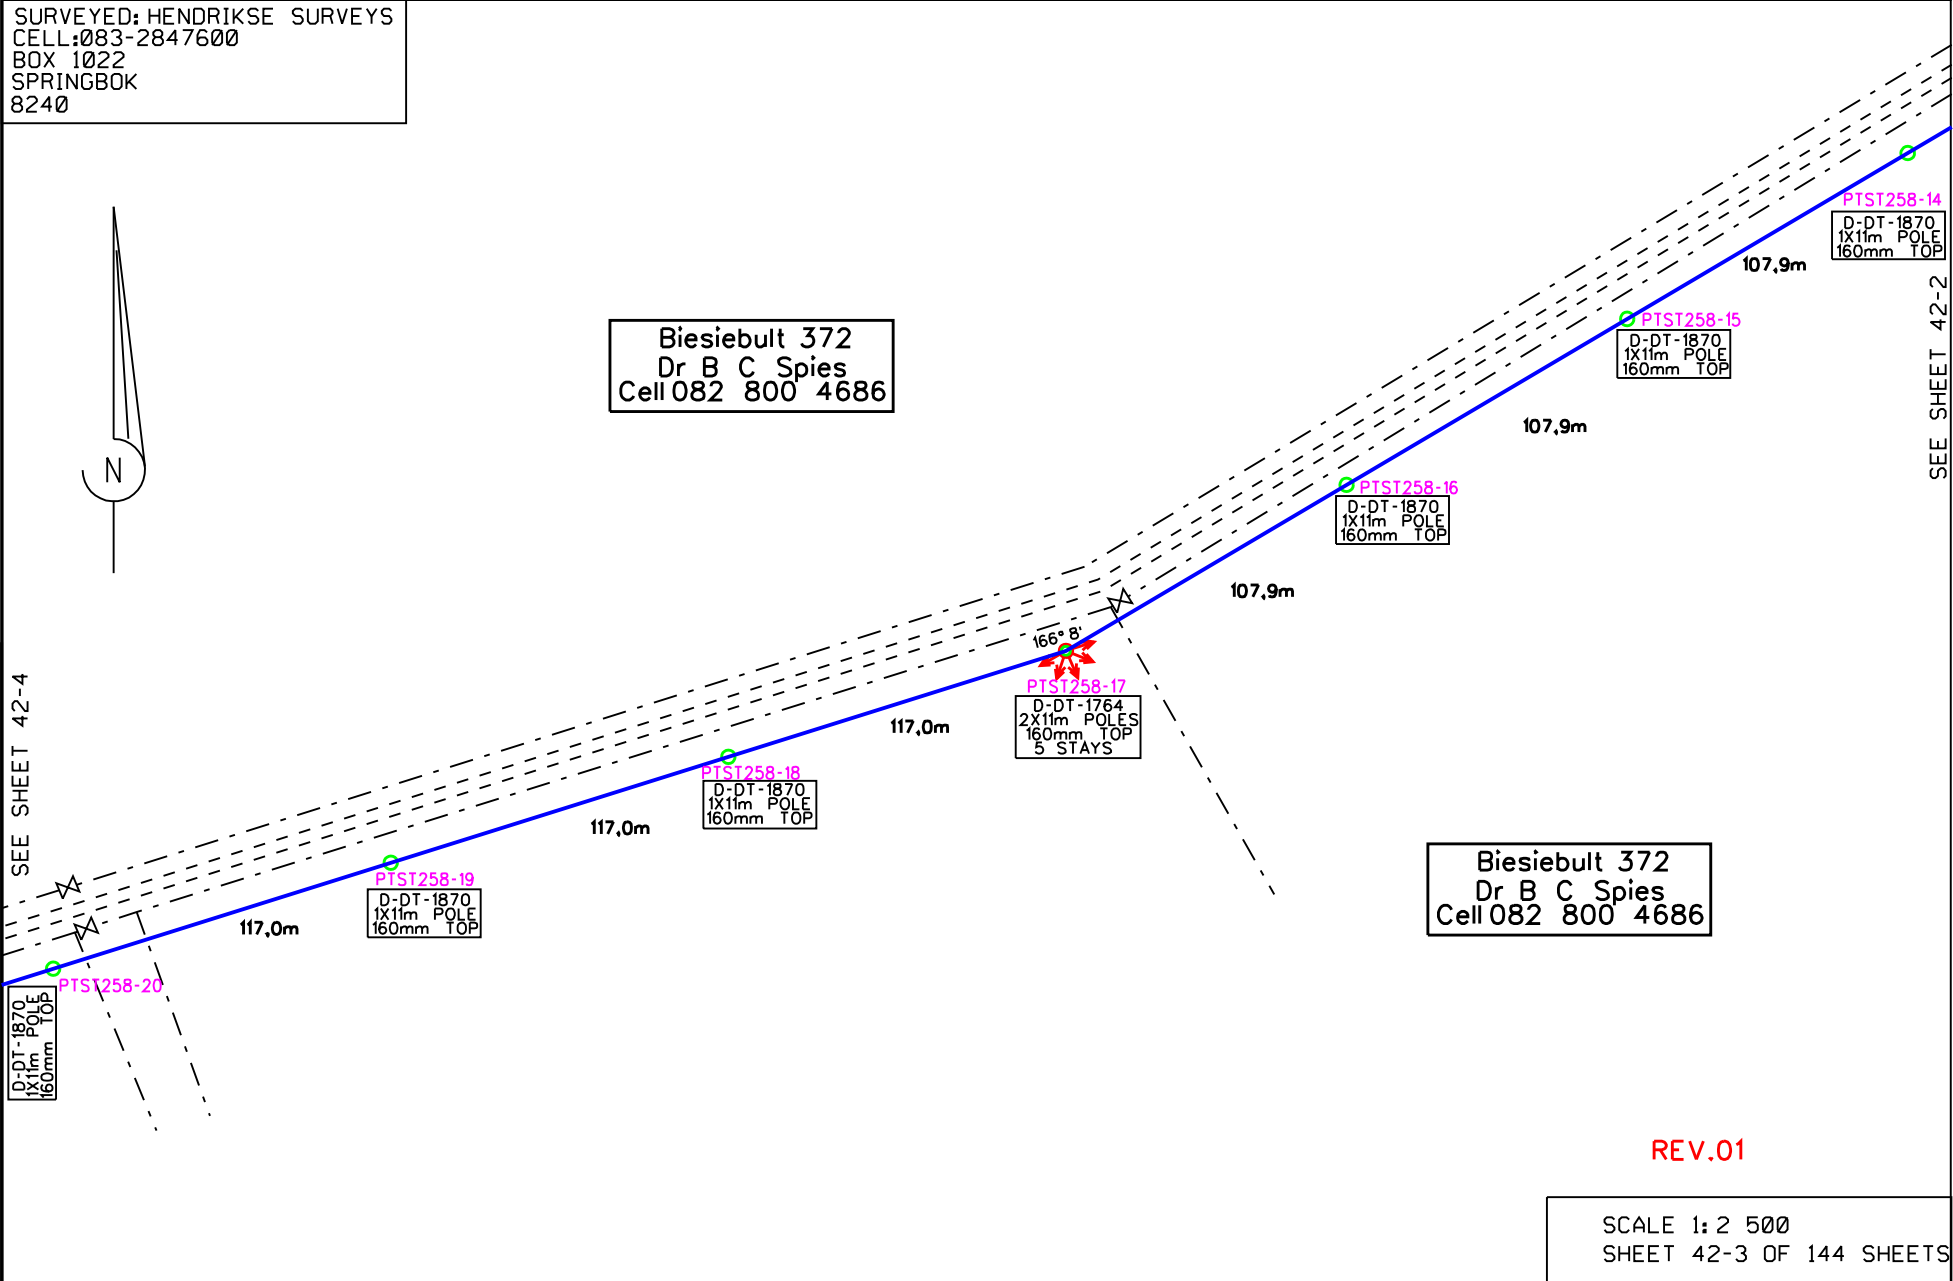 SURVEYED: HENDRIKSE SURVEYS
CELL:083-2847600
BOX 1022
SPRINGBOK
8240
N
Biesiebult 372
Dr B C Spies
Cell 082 800 4686
PTST258-14
D-DT-1870
1X11m POLE
160mm TOP
107,9m
SEE SHEET 42-2
PTST258-15
D-DT-1870
1X11m POLE
160mm TOP
107,9m
PTST258-16
D-DT-1870
1X11m POLE
160mm TOP
107,9m
166° 8'
PTST258-17
D-DT-1764
2X11m POLES
160mm TOP
5 STAYS
117,0m
PTST258-18
D-DT-1870
1X11m POLE
160mm TOP
117,0m
PTST258-19
D-DT-1870
1X11m POLE
160mm TOP
117,0m
SEE SHEET 42-4
PTST258-20
D-DT-1870
1X11m POLE
160mm TOP
Biesiebult 372
Dr B C Spies
Cell 082 800 4686
REV.01
SCALE 1: 2 500
SHEET 42-3 OF 144 SHEETS